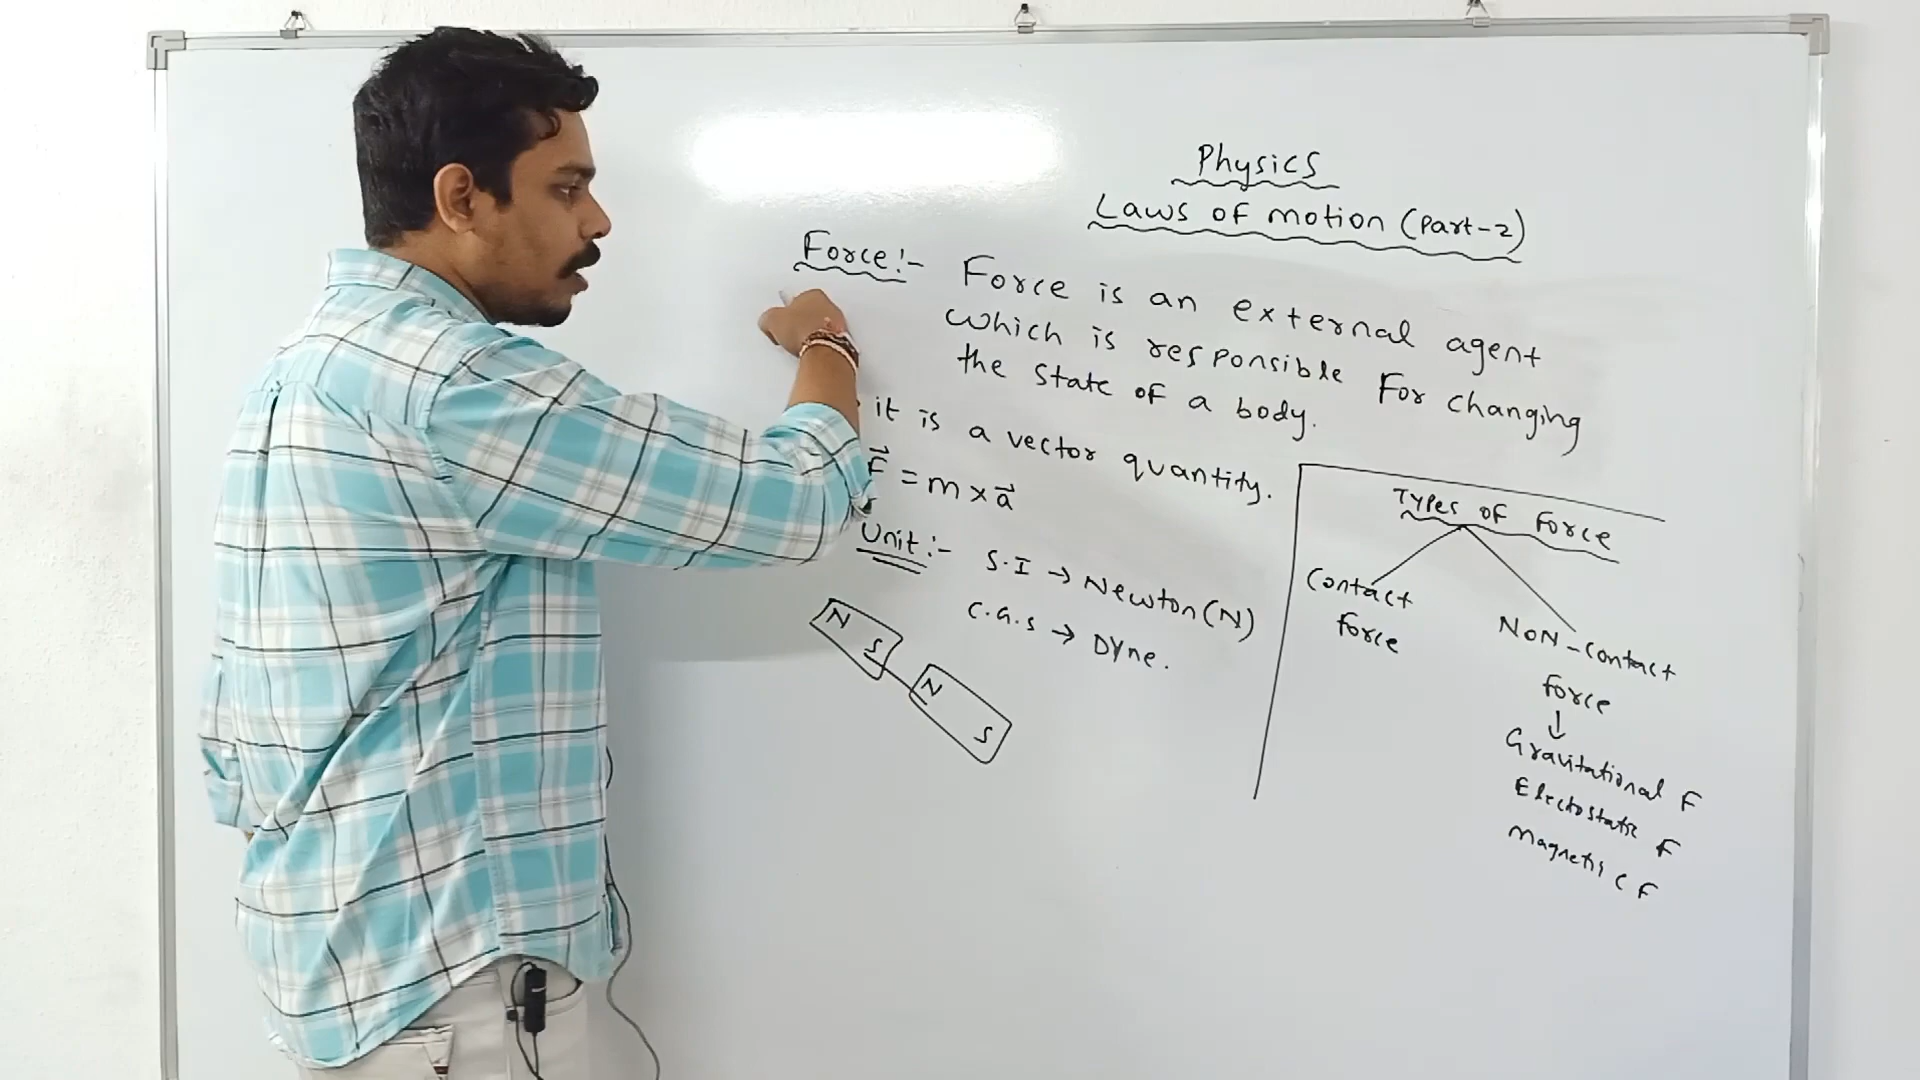 Physics
Laws of motion (Part-2)
Force:- Force is an external agent
which is responsible for changing
the state of a body.
it is a vector quantity.
F⃗ = m × a⃗
Unit:- S.I → Newton (N)
C.G.S → Dyne.
N S
N S
Types of Force
Contact
Force
Non-contact
Force
↓
Gravitational F
Electostatic F
Magnetic F